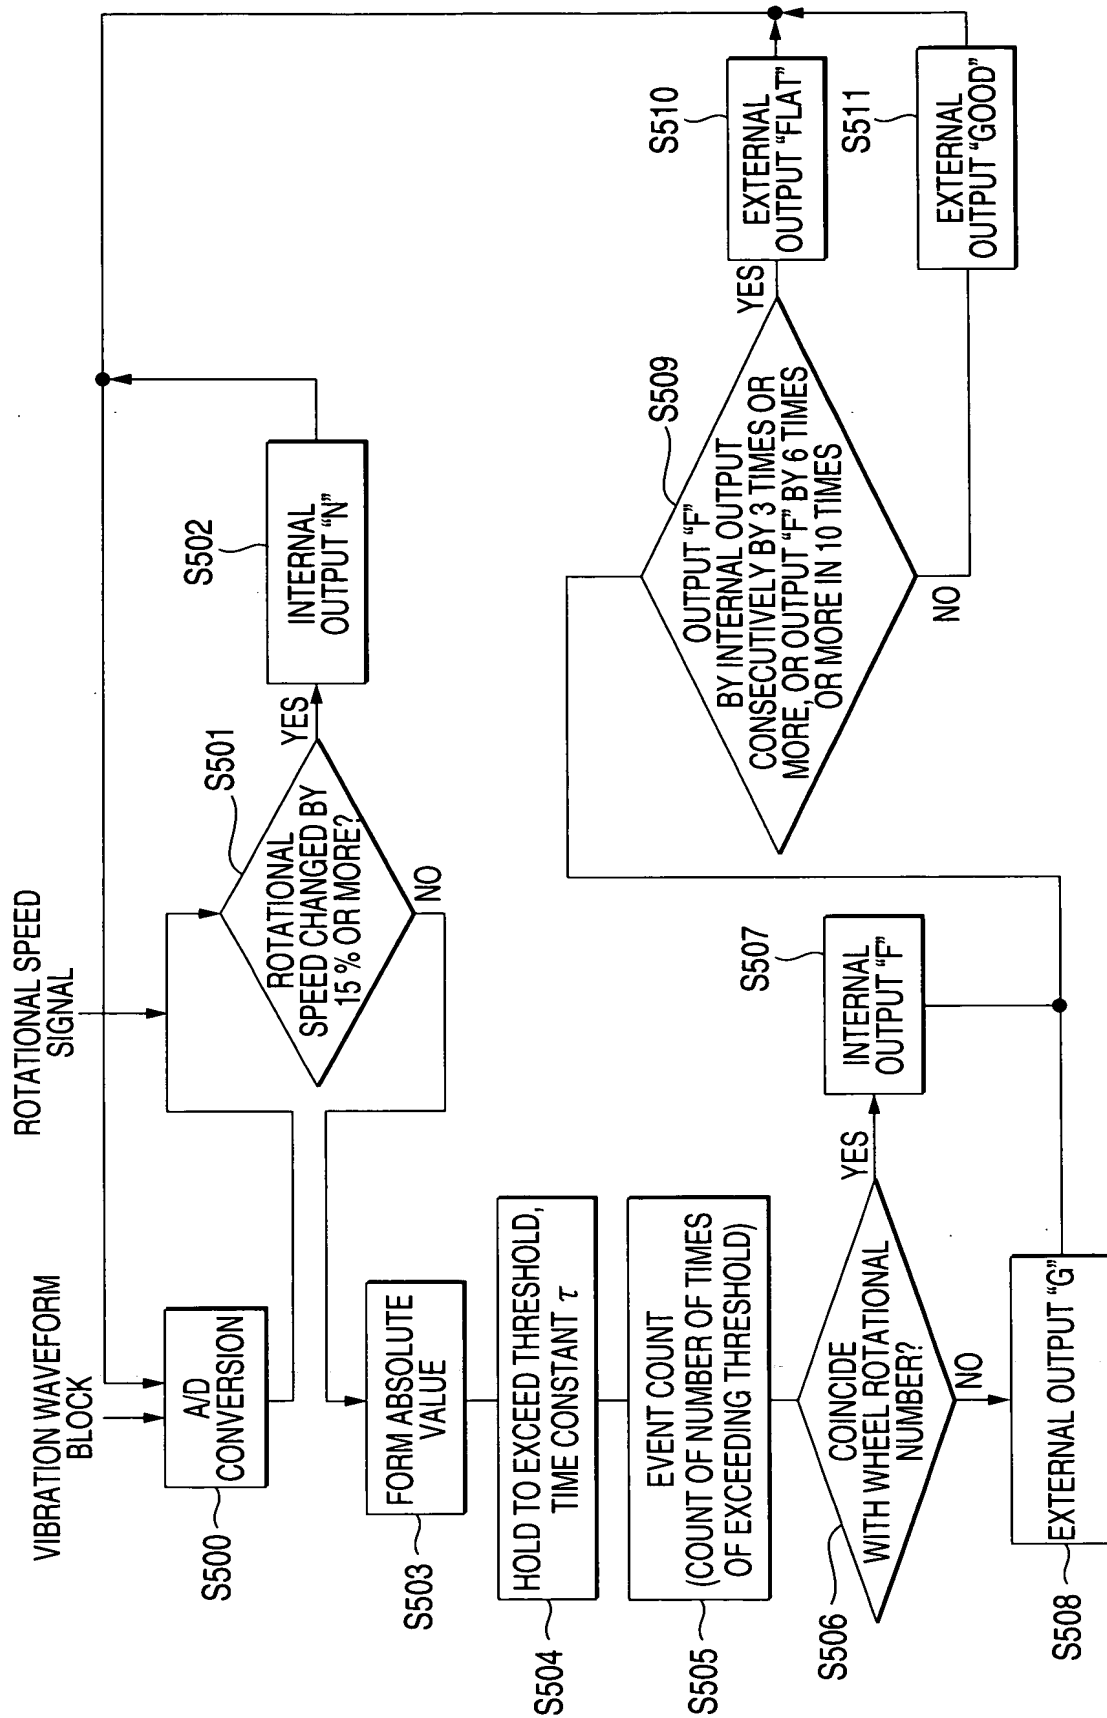 VIBRATION WAVEFORM
BLOCK
ROTATIONAL SPEED
SIGNAL
A/D
CONVERSION
S500
ROTATIONAL
SPEED CHANGED BY
15 % OR MORE?
S501
YES
NO
INTERNAL
OUTPUT "N"
S502
FORM ABSOLUTE
VALUE
S503
HOLD TO EXCEED THRESHOLD,
TIME CONSTANT τ
S504
EVENT COUNT
(COUNT OF NUMBER OF TIMES
OF EXCEEDING THRESHOLD)
S505
COINCIDE
WITH WHEEL ROTATIONAL
NUMBER?
S506
YES
NO
INTERNAL
OUTPUT "F"
S507
EXTERNAL OUTPUT "G"
S508
OUTPUT "F"
BY INTERNAL OUTPUT
CONSECUTIVELY BY 3 TIMES OR
MORE, OR OUTPUT "F" BY 6 TIMES
OR MORE IN 10 TIMES
S509
YES
NO
EXTERNAL
OUTPUT "FLAT"
S510
EXTERNAL
OUTPUT "GOOD"
S511